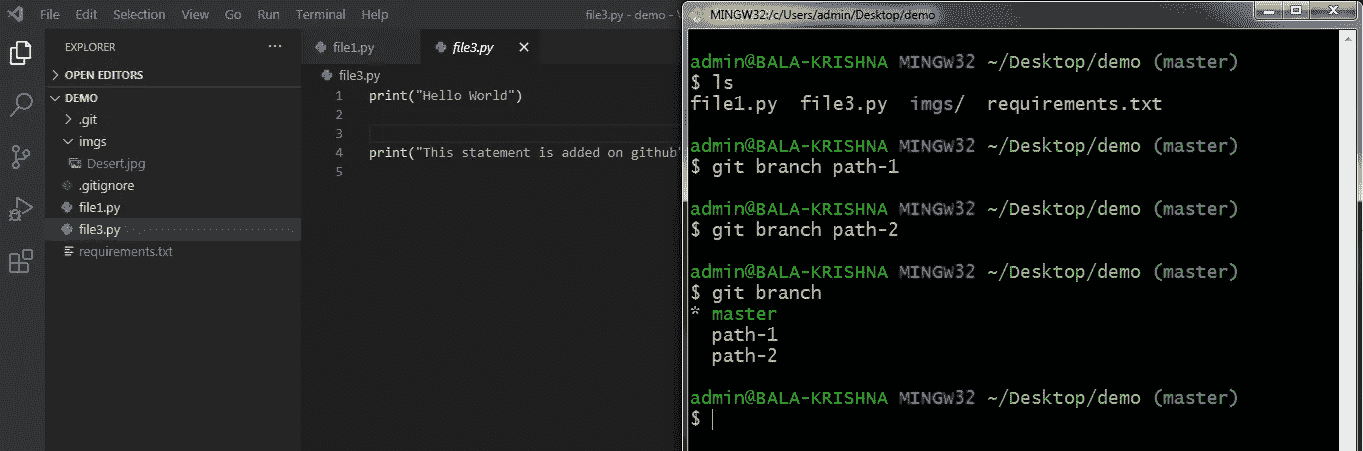 File Edit Selection View Go Run Terminal Help
file3.py - demo - V
EXPLORER ...
OPEN EDITORS
DEMO
.git
imgs
Desert.jpg
.gitignore
file1.py
file3.py
requirements.txt
file1.py file3.py
file3.py
1 print("Hello World")
2
3
4 print("This statement is added on github"
5
MINGW32:/c/Users/admin/Desktop/demo
admin@BALA-KRISHNA MINGW32 ~/Desktop/demo (master)
$ ls
file1.py file3.py imgs/ requirements.txt
admin@BALA-KRISHNA MINGW32 ~/Desktop/demo (master)
$ git branch path-1
admin@BALA-KRISHNA MINGW32 ~/Desktop/demo (master)
$ git branch path-2
admin@BALA-KRISHNA MINGW32 ~/Desktop/demo (master)
$ git branch
* master
path-1
path-2
admin@BALA-KRISHNA MINGW32 ~/Desktop/demo (master)
$